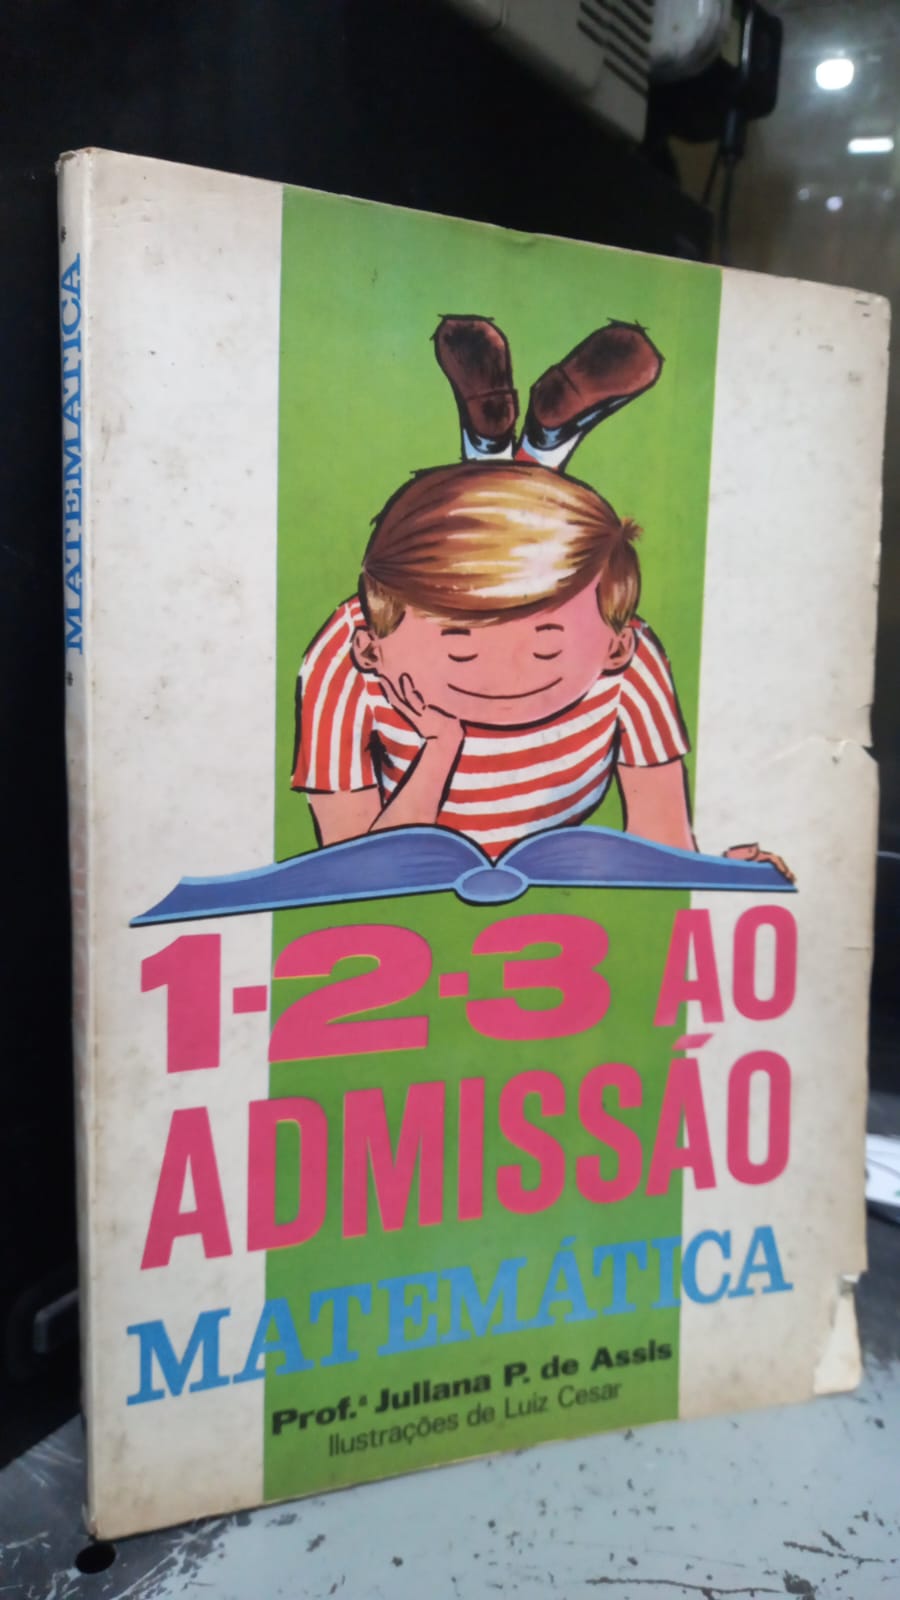 MATEMÁTICA
1-2-3 AO
ADMISSÃO
MATEMÁTICA
Prof.ª Juliana P. de Assis
Ilustrações de Luiz Cesar